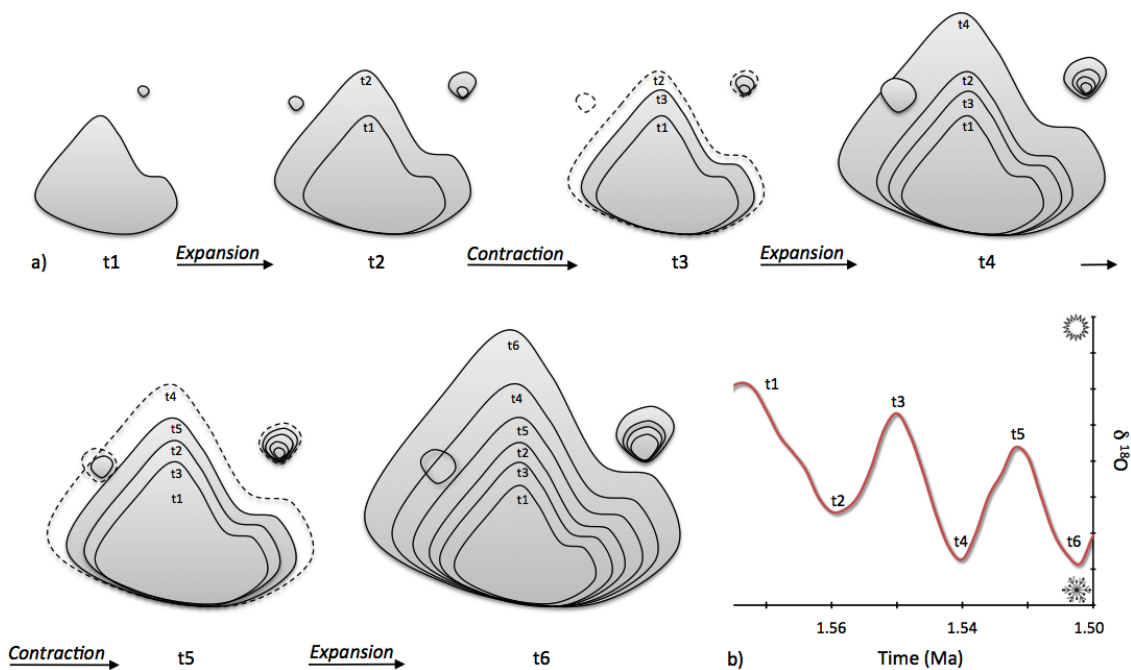 t4
t2
t2
t2
t3
t3
t1
t1
t1
Expansion
Contraction
Expansion
a)
t1
t2
t3
t4
t6
t4
t4
t5
t5
t2
t2
t3
t3
t1
t1
t1
t3
t5
t2
t4
t6
δ 18O
1.56
1.54
1.50
Contraction
t5
Expansion
t6
b)
Time (Ma)